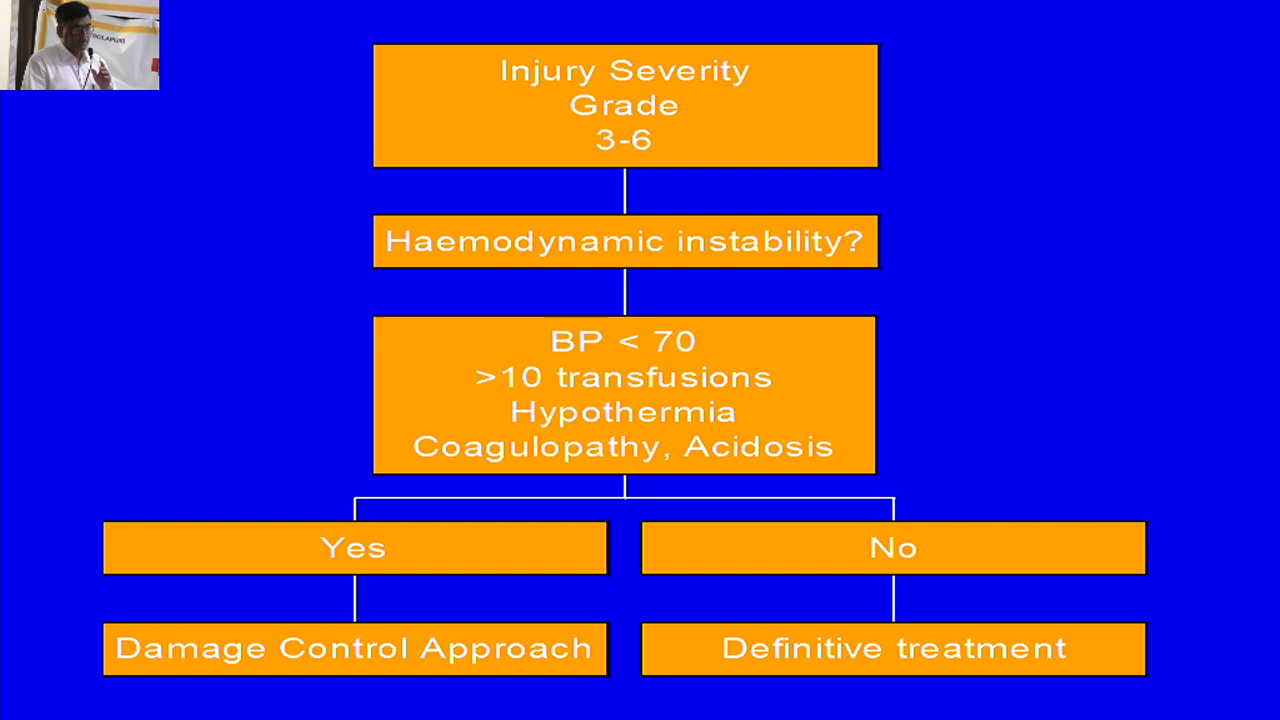 Injury Severity
Grade
3-6
Haemodynamic instability?
BP < 70
>10 transfusions
Hypothermia
Coagulopathy, Acidosis
Yes
No
Damage Control Approach
Definitive treatment